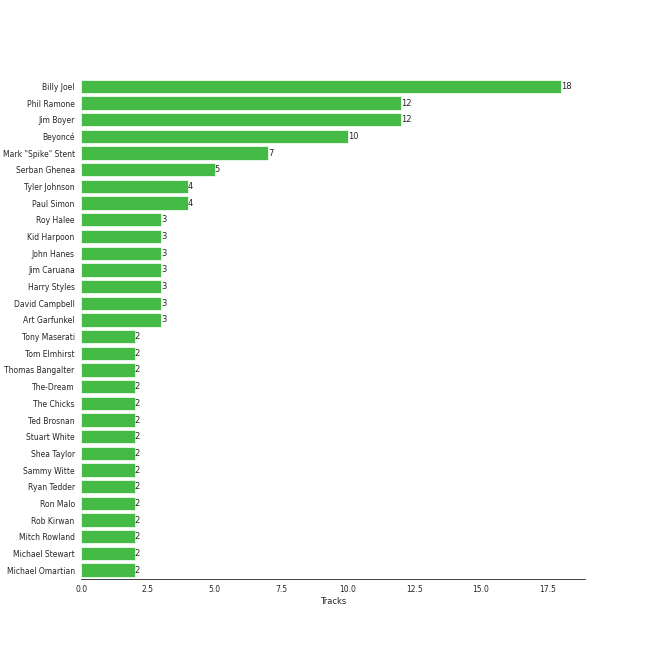 Billy Joel 18
Phil Ramone 12
Jim Boyer 12
Beyoncé 10
Mark "Spike" Stent 7
Serban Ghenea 5
Tyler Johnson 4
Paul Simon 4
Roy Halee 3
Kid Harpoon 3
John Hanes 3
Jim Caruana 3
Harry Styles 3
David Campbell 3
Art Garfunkel 3
Tony Maserati 2
Tom Elmhirst 2
Thomas Bangalter 2
The-Dream 2
The Chicks 2
Ted Brosnan 2
Stuart White 2
Shea Taylor 2
Sammy Witte 2
Ryan Tedder 2
Ron Malo 2
Rob Kirwan 2
Mitch Rowland 2
Michael Stewart 2
Michael Omartian 2
0.0 2.5 5.0 7.5 10.0 12.5 15.0 17.5
Tracks